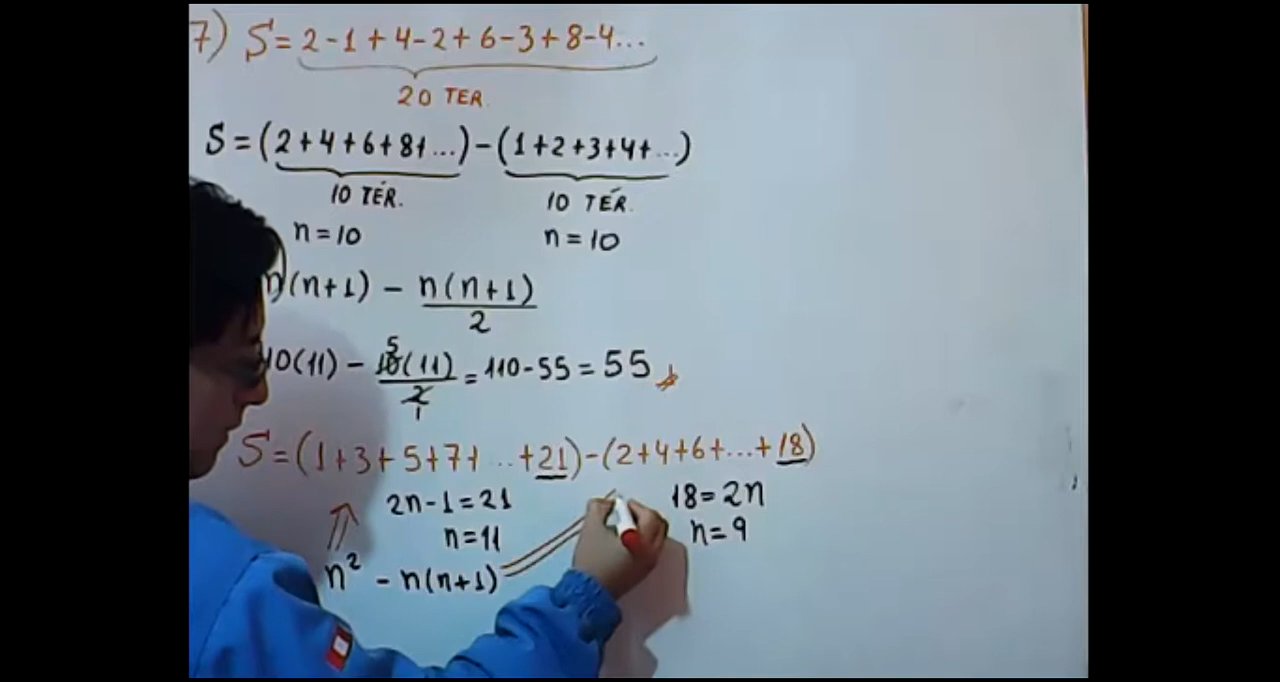 7) S = 2 - 1 + 4 - 2 + 6 - 3 + 8 - 4 ...
20 TER.
S = (2 + 4 + 6 + 8 + ...) - (1 + 2 + 3 + 4 + ...)
10 TÉR. 10 TÉR.
n = 10 n = 10
n(n+1) - n(n+1)/2
10(11) - 10(11)/2 5 1 = 110 - 55 = 55
S = (1 + 3 + 5 + 7 + ... + 21) - (2 + 4 + 6 + ... + 18)
2n - 1 = 21 18 = 2n
n = 11 n = 9
n² - n(n+1)